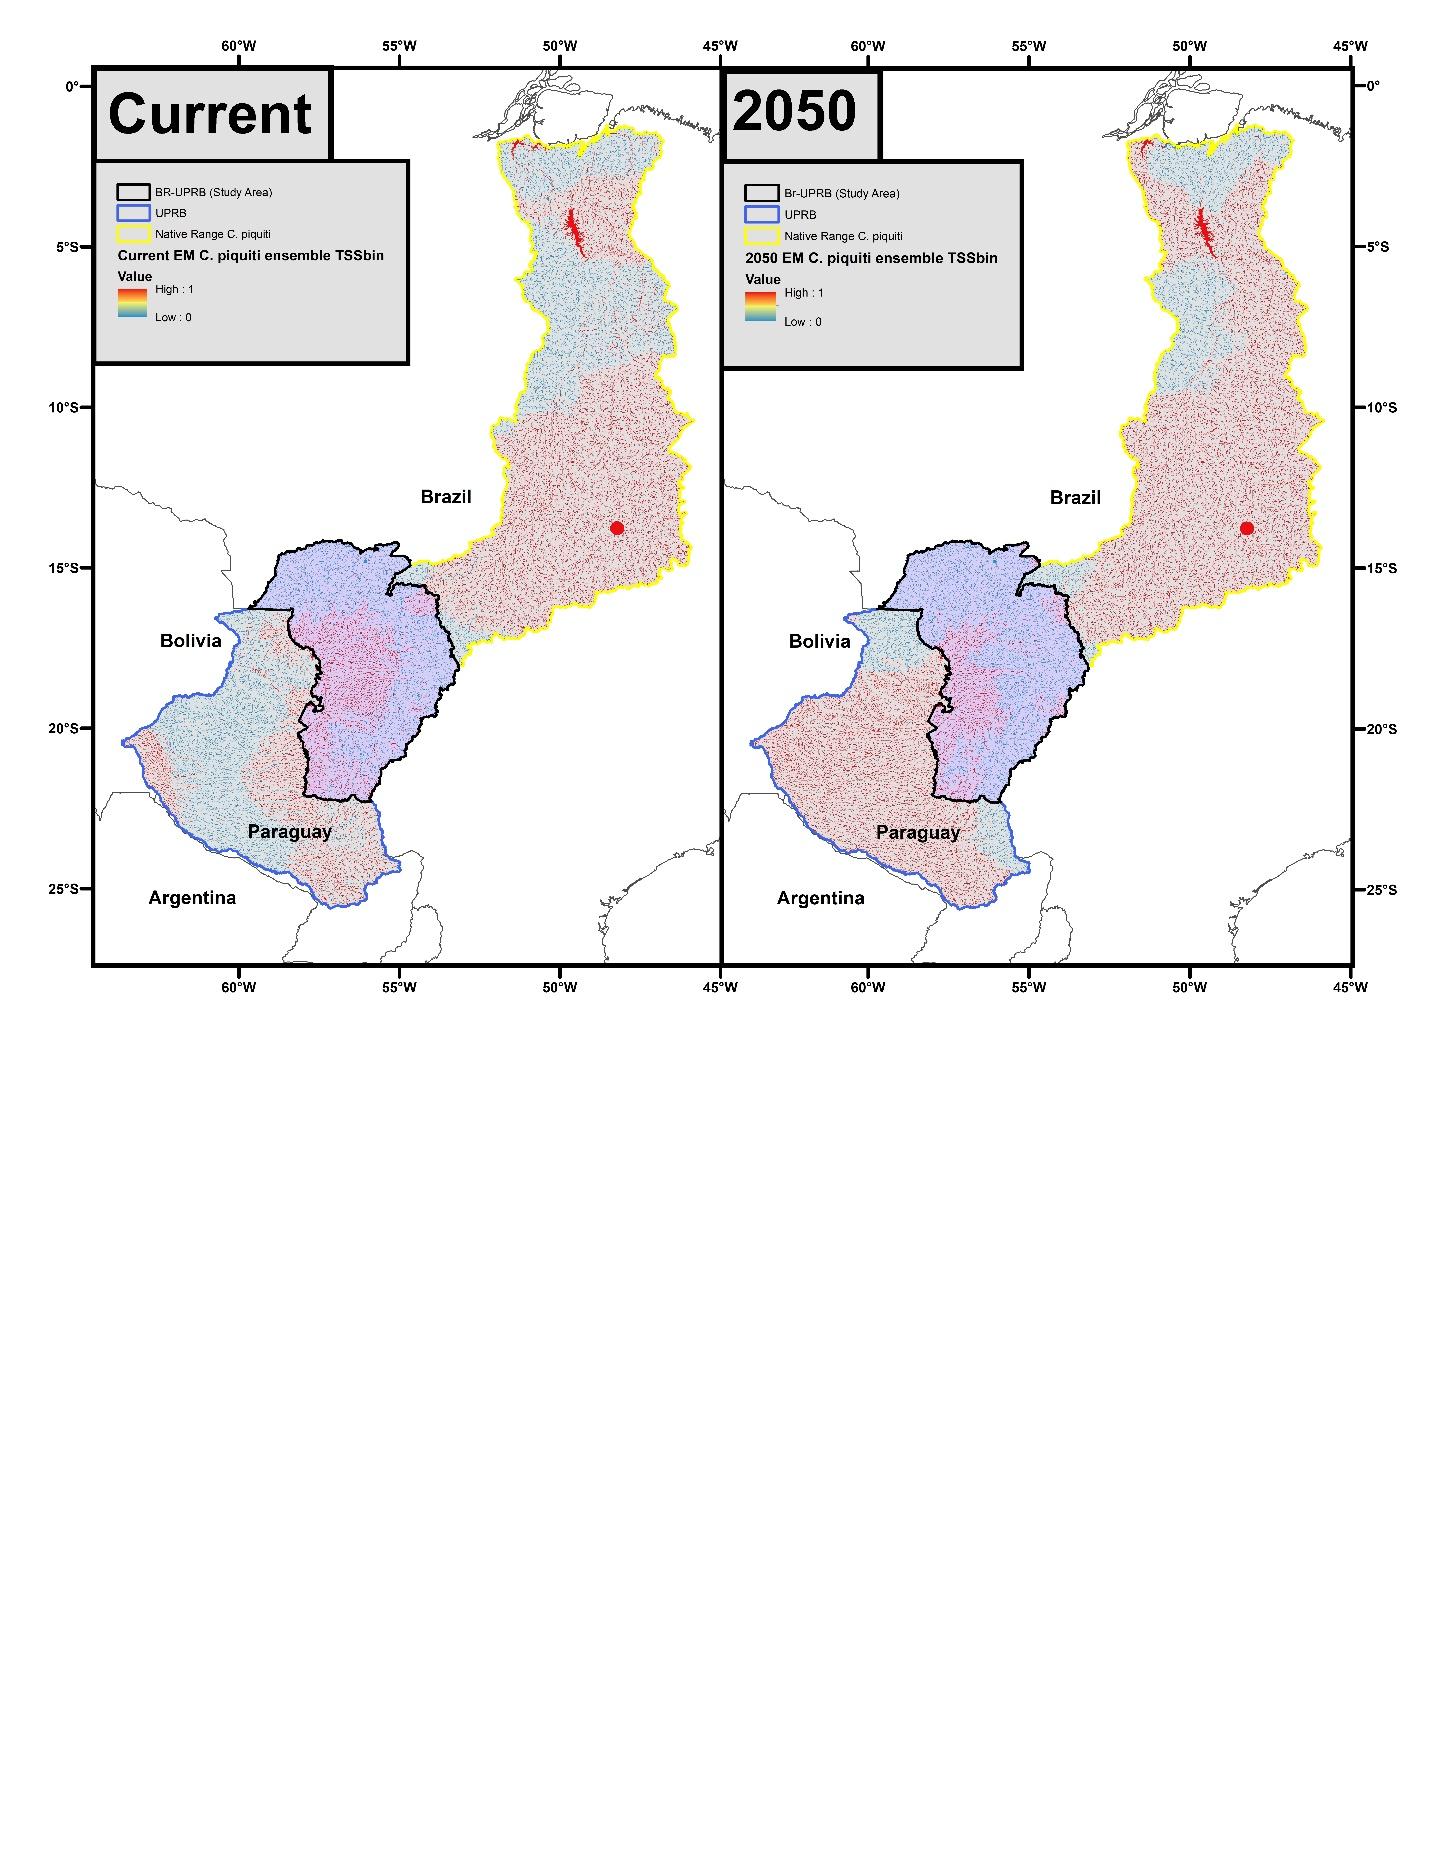 60°W 55°W 50°W 45°W 60°W 55°W 50°W 45°W
0° 0°
Current
BR-UPRB (Study Area)
UPRB
Native Range C. piquiti
Current EM C. piquiti ensemble TSSbin
Value
High : 1
Low : 0
2050
Br-UPRB (Study Area)
UPRB
Native Range C. piquiti
2050 EM C. piquiti ensemble TSSbin
Value
High : 1
Low : 0
5°S 5°S
10°S 10°S
Brazil Brazil
15°S 15°S
Bolivia Bolivia
20°S 20°S
Paraguay Paraguay
25°S 25°S
Argentina Argentina
60°W 55°W 50°W 45°W 60°W 55°W 50°W 45°W